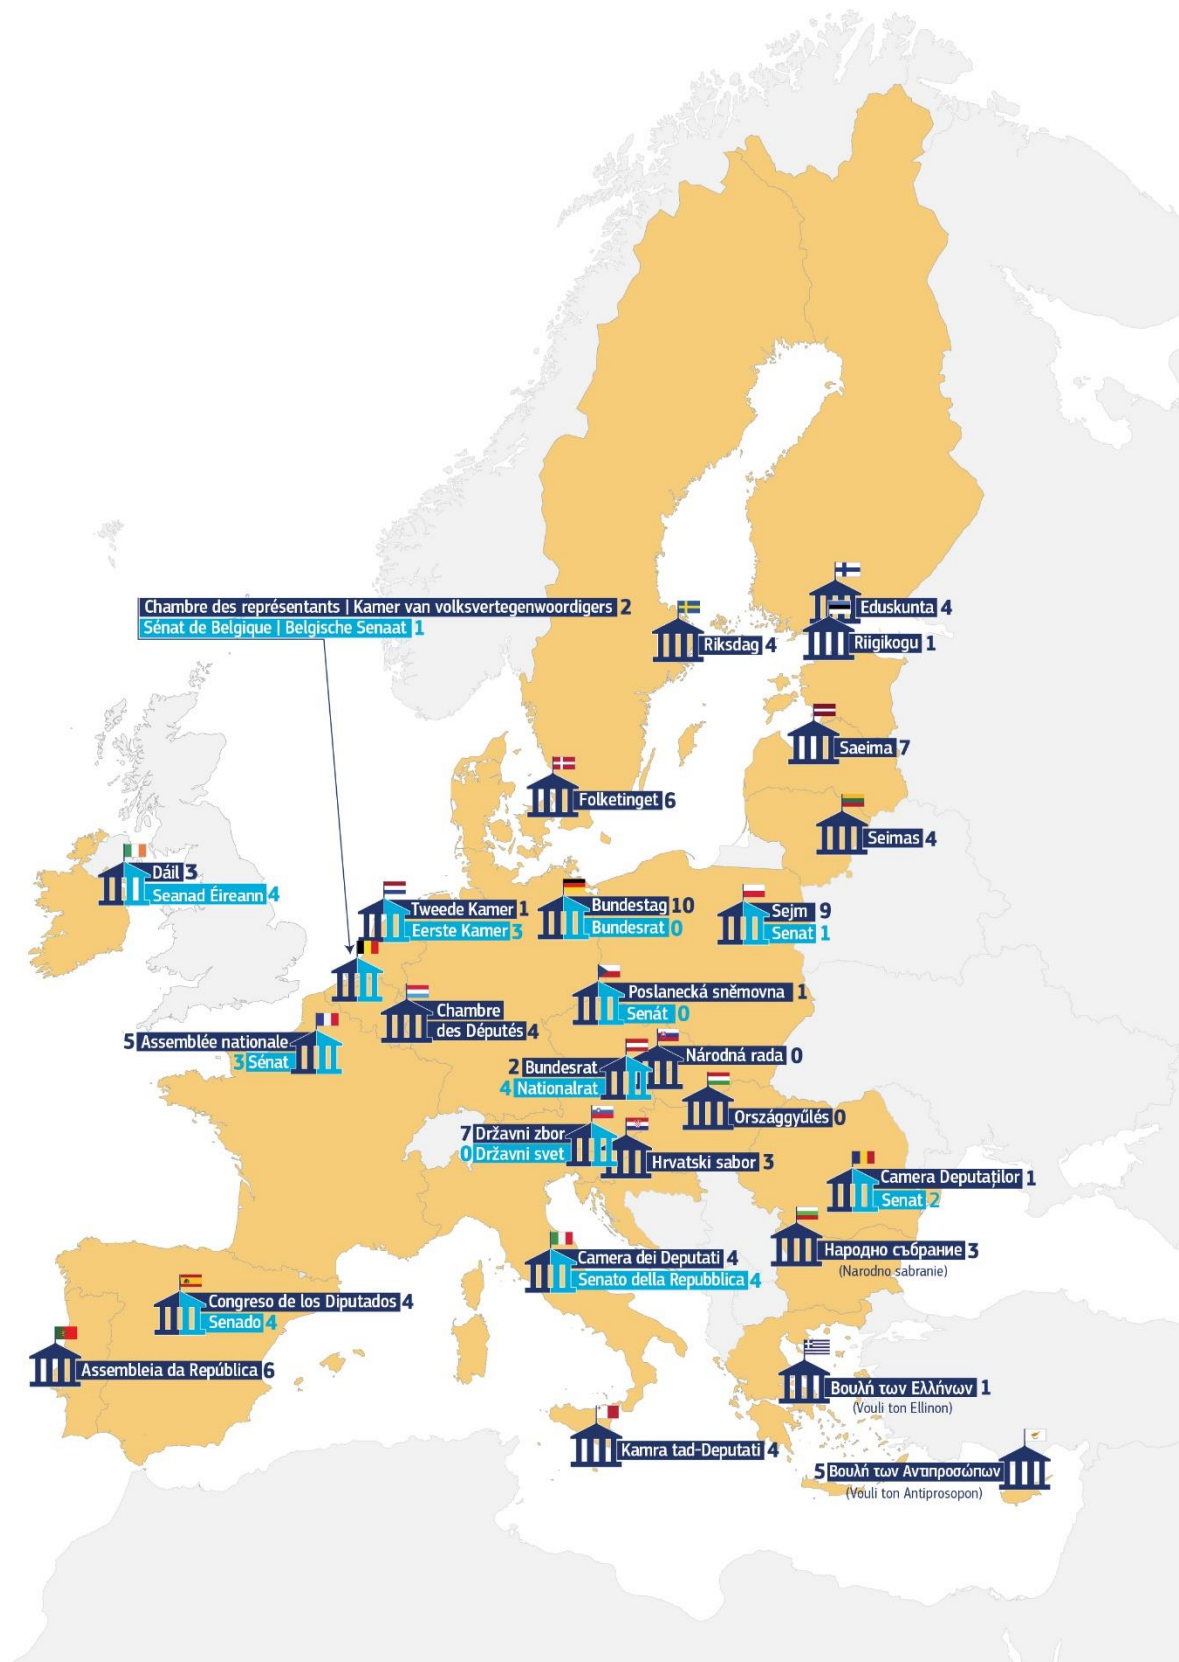 Chambre des représentants | Kamer van volksvertegenwoordigers 2
Sénat de Belgique | Belgische Senaat 1
Eduskunta 4
Riigikogu 1
Riksdag 4
Saeima 7
Folketinget 6
Seimas 4
Dáil 3
Seanad Éireann 4
Tweede Kamer 1
Eerste Kamer 3
Bundestag 10
Bundesrat 0
Sejm 9
Senat 1
Poslanecká sněmovna 1
Senát 0
Chambre
des Députés 4
5 Assemblée nationale
3 Sénat
Národná rada 0
2 Bundesrat
4 Nationalrat
Országgyűlés 0
7 Državni zbor
0 Državni svet
Hrvatski sabor 3
Camera Deputaților 1
Senat 2
Народно събрание 3
(Narodno sabranie)
Camera dei Deputati 4
Senato della Repubblica 4
Congreso de los Diputados 4
Senado 4
Assembleia da República 6
Βουλή των Ελλήνων 1
(Vouli ton Ellinon)
Kamra tad-Deputati 4
5 Βουλή των Αντιπροσώπων
(Vouli ton Antiprosopon)